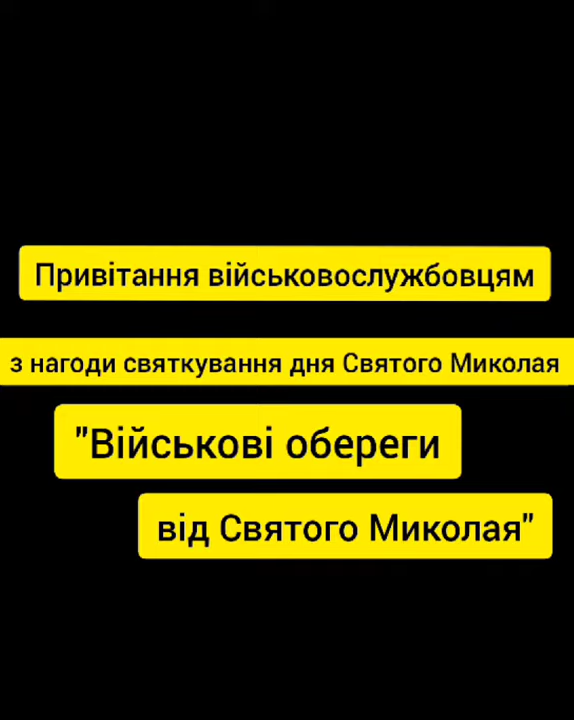 Привітання військовослужбовцям
з нагоди святкування дня Святого Миколая
"Військові обереги
від Святого Миколая"